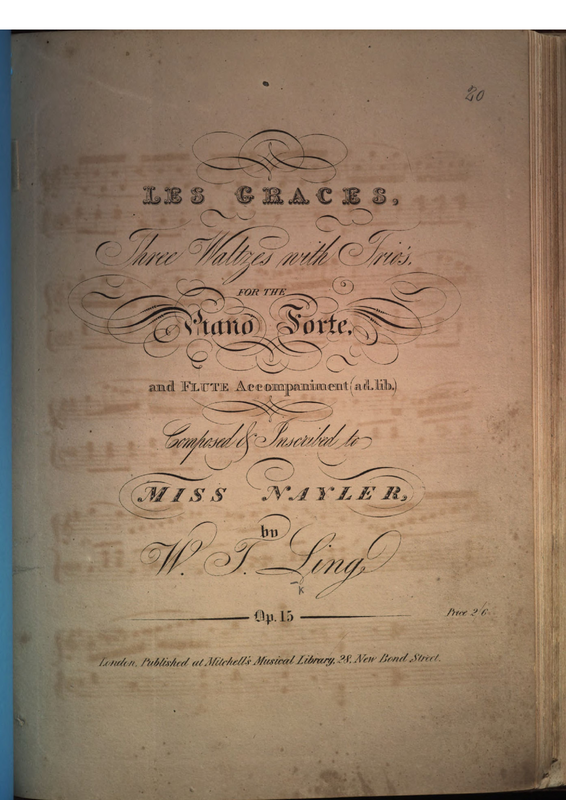 20
LES GRACES,
Three Waltzes with Trio's,
FOR THE
Piano Forte,
and FLUTE Accompaniment (ad. lib.)
Composed & Inscribed to
MISS NAYLER,
by
W. T. Ling
K
Op. 15
Price 2/6
London, Published at Mitchell's Musical Library, 28, New Bond Street.